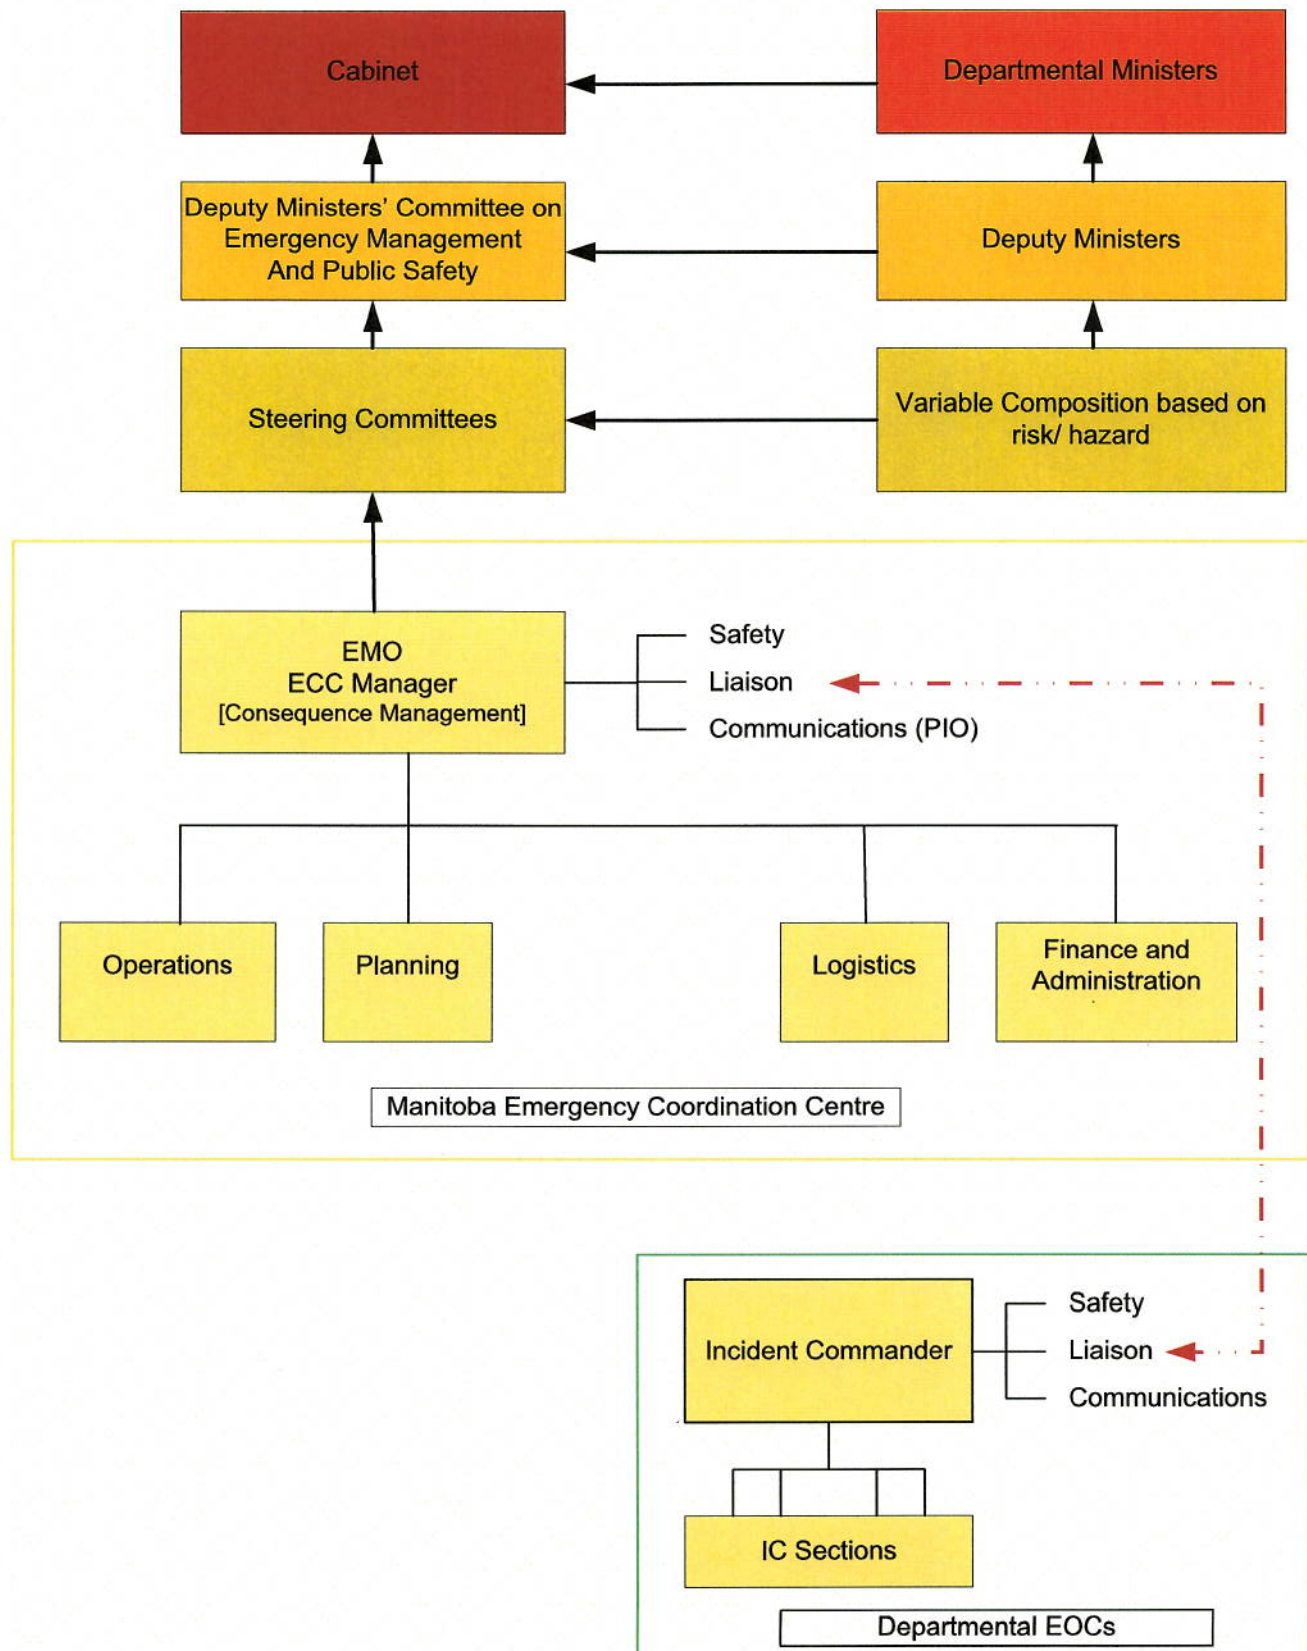 Cabinet
Departmental Ministers
Deputy Ministers' Committee on
Emergency Management
And Public Safety
Deputy Ministers
Steering Committees
Variable Composition based on
risk/ hazard
EMO
ECC Manager
[Consequence Management]
Safety
Liaison
Communications (PIO)
Operations
Planning
Logistics
Finance and
Administration
Manitoba Emergency Coordination Centre
Incident Commander
Safety
Liaison
Communications
IC Sections
Departmental EOCs